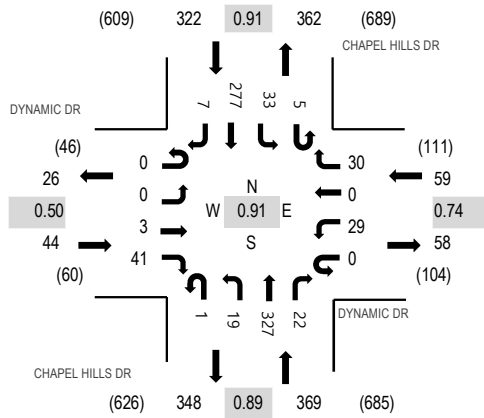 (609) 322 0.91 362 (689)
CHAPEL HILLS DR
DYNAMIC DR
7 277 33 5
(46) 0 30 (111)
26 0 N 0 59
0.50 W 0.91 E 0.74
44 3 S 29 58
(60) 41 0 (104)
1 19 327 22
DYNAMIC DR
CHAPEL HILLS DR
(626) 348 0.89 369 (685)